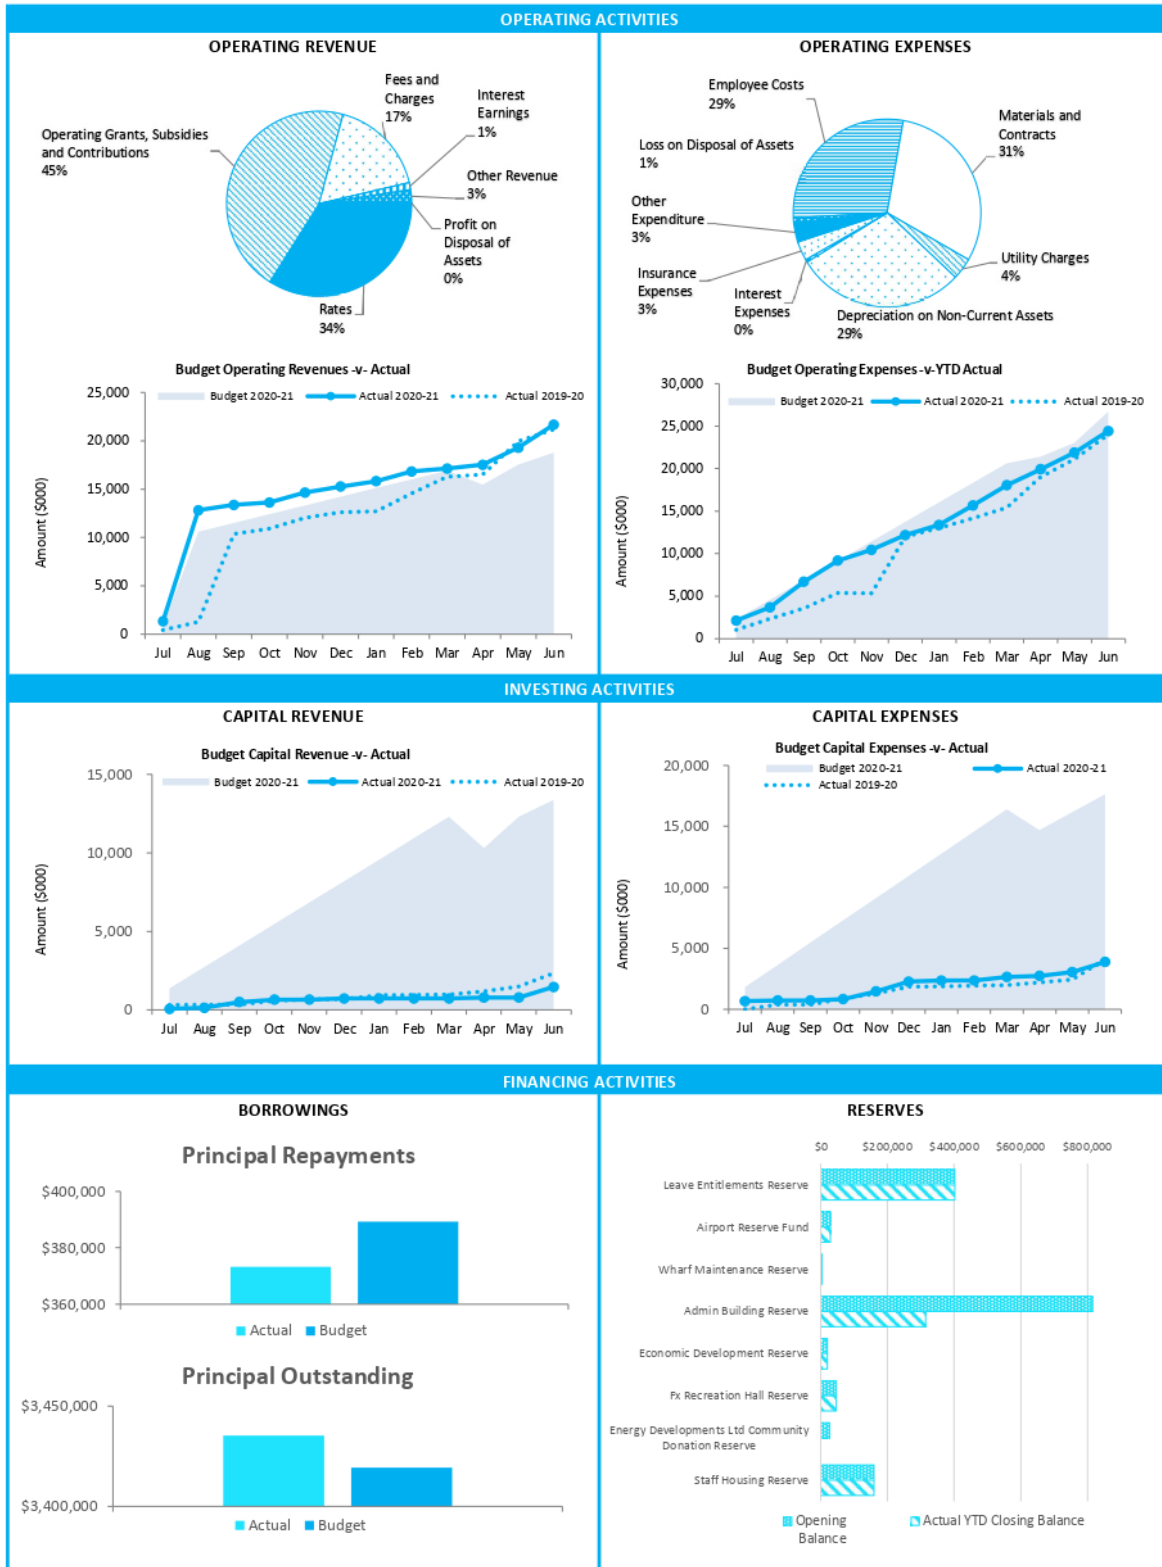 OPERATING ACTIVITIES
OPERATING REVENUE
Fees and
Charges
17%
Interest
Earnings
1%
Operating Grants, Subsidies
and Contributions
45%
Other Revenue
3%
Profit on
Disposal of
Assets
0%
Rates
34%
Budget Operating Revenues -v- Actual
Budget 2020-21
Actual 2020-21
Actual 2019-20
Amount ($000)
25,000
20,000
15,000
10,000
5,000
0
Jul Aug Sep Oct Nov Dec Jan Feb Mar Apr May Jun
OPERATING EXPENSES
Employee Costs
29%
Materials and
Contracts
31%
Loss on Disposal of Assets
1%
Other
Expenditure
3%
Utility Charges
4%
Insurance
Expenses
3%
Interest
Expenses
0%
Depreciation on Non-Current Assets
29%
Budget Operating Expenses -v- YTD Actual
Budget 2020-21
Actual 2020-21
Actual 2019-20
Amount ($000)
30,000
25,000
20,000
15,000
10,000
5,000
0
Jul Aug Sep Oct Nov Dec Jan Feb Mar Apr May Jun
INVESTING ACTIVITIES
CAPITAL REVENUE
Budget Capital Revenue -v- Actual
Budget 2020-21
Actual 2020-21
Actual 2019-20
Amount ($000)
15,000
10,000
5,000
0
Jul Aug Sep Oct Nov Dec Jan Feb Mar Apr May Jun
CAPITAL EXPENSES
Budget Capital Expenses -v- Actual
Budget 2020-21
Actual 2020-21
Actual 2019-20
Amount ($000)
20,000
15,000
10,000
5,000
0
Jul Aug Sep Oct Nov Dec Jan Feb Mar Apr May Jun
FINANCING ACTIVITIES
BORROWINGS
Principal Repayments
$400,000
$380,000
$360,000
Actual
Budget
Principal Outstanding
$3,450,000
$3,400,000
Actual
Budget
RESERVES
$0 $200,000 $400,000 $600,000 $800,000
Leave Entitlements Reserve
Airport Reserve Fund
Wharf Maintenance Reserve
Admin Building Reserve
Economic Development Reserve
Fx Recreation Hall Reserve
Energy Developments Ltd Community
Donation Reserve
Staff Housing Reserve
Opening
Balance
Actual YTD Closing Balance